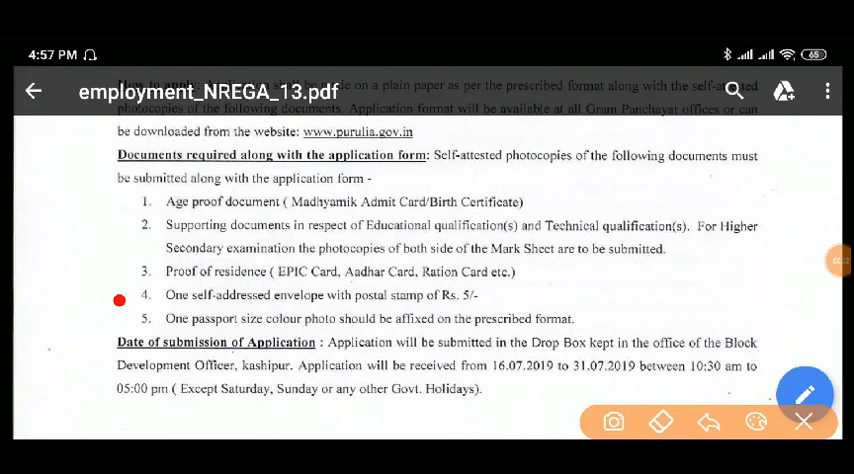 4:57 PM
65
How to apply: Application shall be made on a plain paper as per the prescribed format along with the self-attested
employment_NREGA_13.pdf
photocopies of the following documents. Application format will be available at all Gram Panchayat offices or can
be downloaded from the website: www.purulia.gov.in
Documents required along with the application form: Self-attested photocopies of the following documents must
be submitted along with the application form -
1. Age proof document ( Madhyamik Admit Card/Birth Certificate)
2. Supporting documents in respect of Educational qualification(s) and Technical qualification(s). For Higher
Secondary examination the photocopies of both side of the Mark Sheet are to be submitted.
3. Proof of residence ( EPIC Card, Aadhar Card, Ration Card etc.)
4. One self-addressed envelope with postal stamp of Rs. 5/-
5. One passport size colour photo should be affixed on the prescribed format.
Date of submission of Application : Application will be submitted in the Drop Box kept in the office of the Block
Development Officer, kashipur. Application will be received from 16.07.2019 to 31.07.2019 between 10:30 am to
05:00 pm ( Except Saturday, Sunday or any other Govt. Holidays).